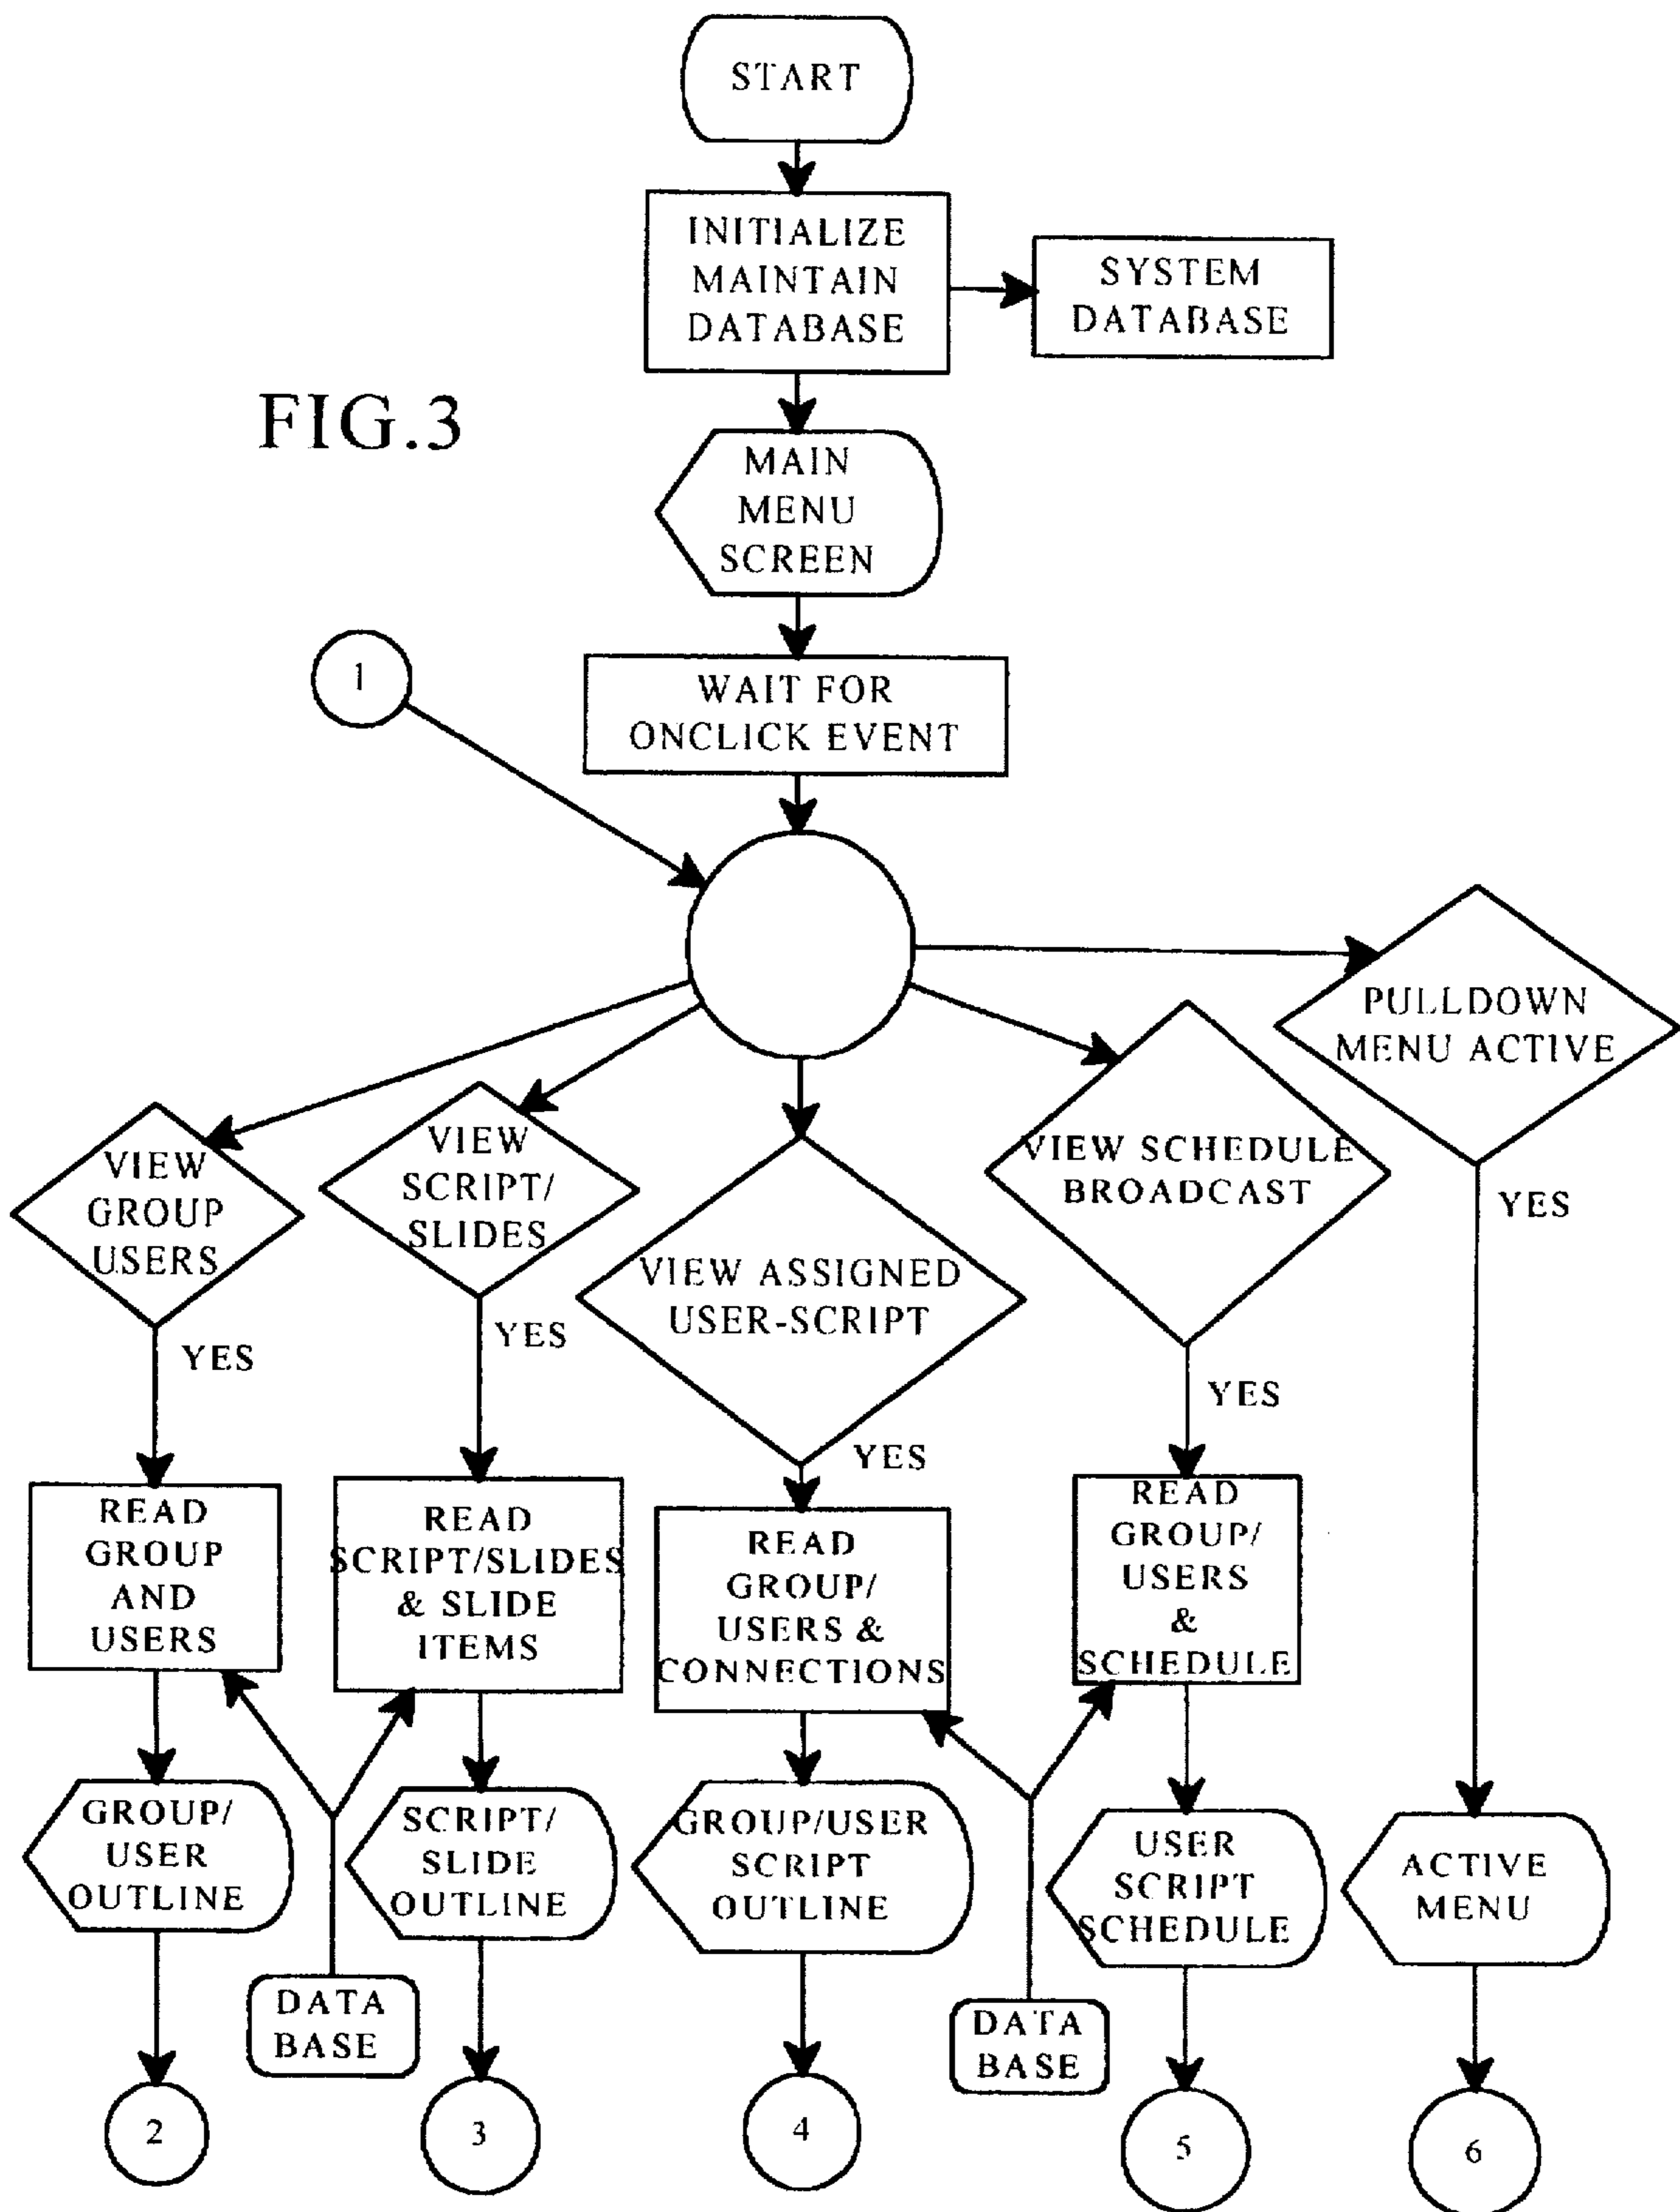 START
INITIALIZE
MAINTAIN
DATABASE
SYSTEM
DATABASE
FIG.3
MAIN
MENU
SCREEN
1
WAIT FOR
ONCLICK EVENT
PULLDOWN
MENU ACTIVE
YES
VIEW
GROUP
USERS
YES
VIEW
SCRIPT/
SLIDES
YES
VIEW ASSIGNED
USER-SCRIPT
YES
VIEW SCHEDULE
BROADCAST
YES
READ
GROUP
AND
USERS
READ
SCRIPT/SLIDES
& SLIDE
ITEMS
READ
GROUP/
USERS &
CONNECTIONS
READ
GROUP/
USERS
&
SCHEDULE
GROUP/
USER
OUTLINE
SCRIPT/
SLIDE
OUTLINE
GROUP/USER
SCRIPT
OUTLINE
USER
SCRIPT
SCHEDULE
ACTIVE
MENU
DATA
BASE
DATA
BASE
2
3
4
5
6